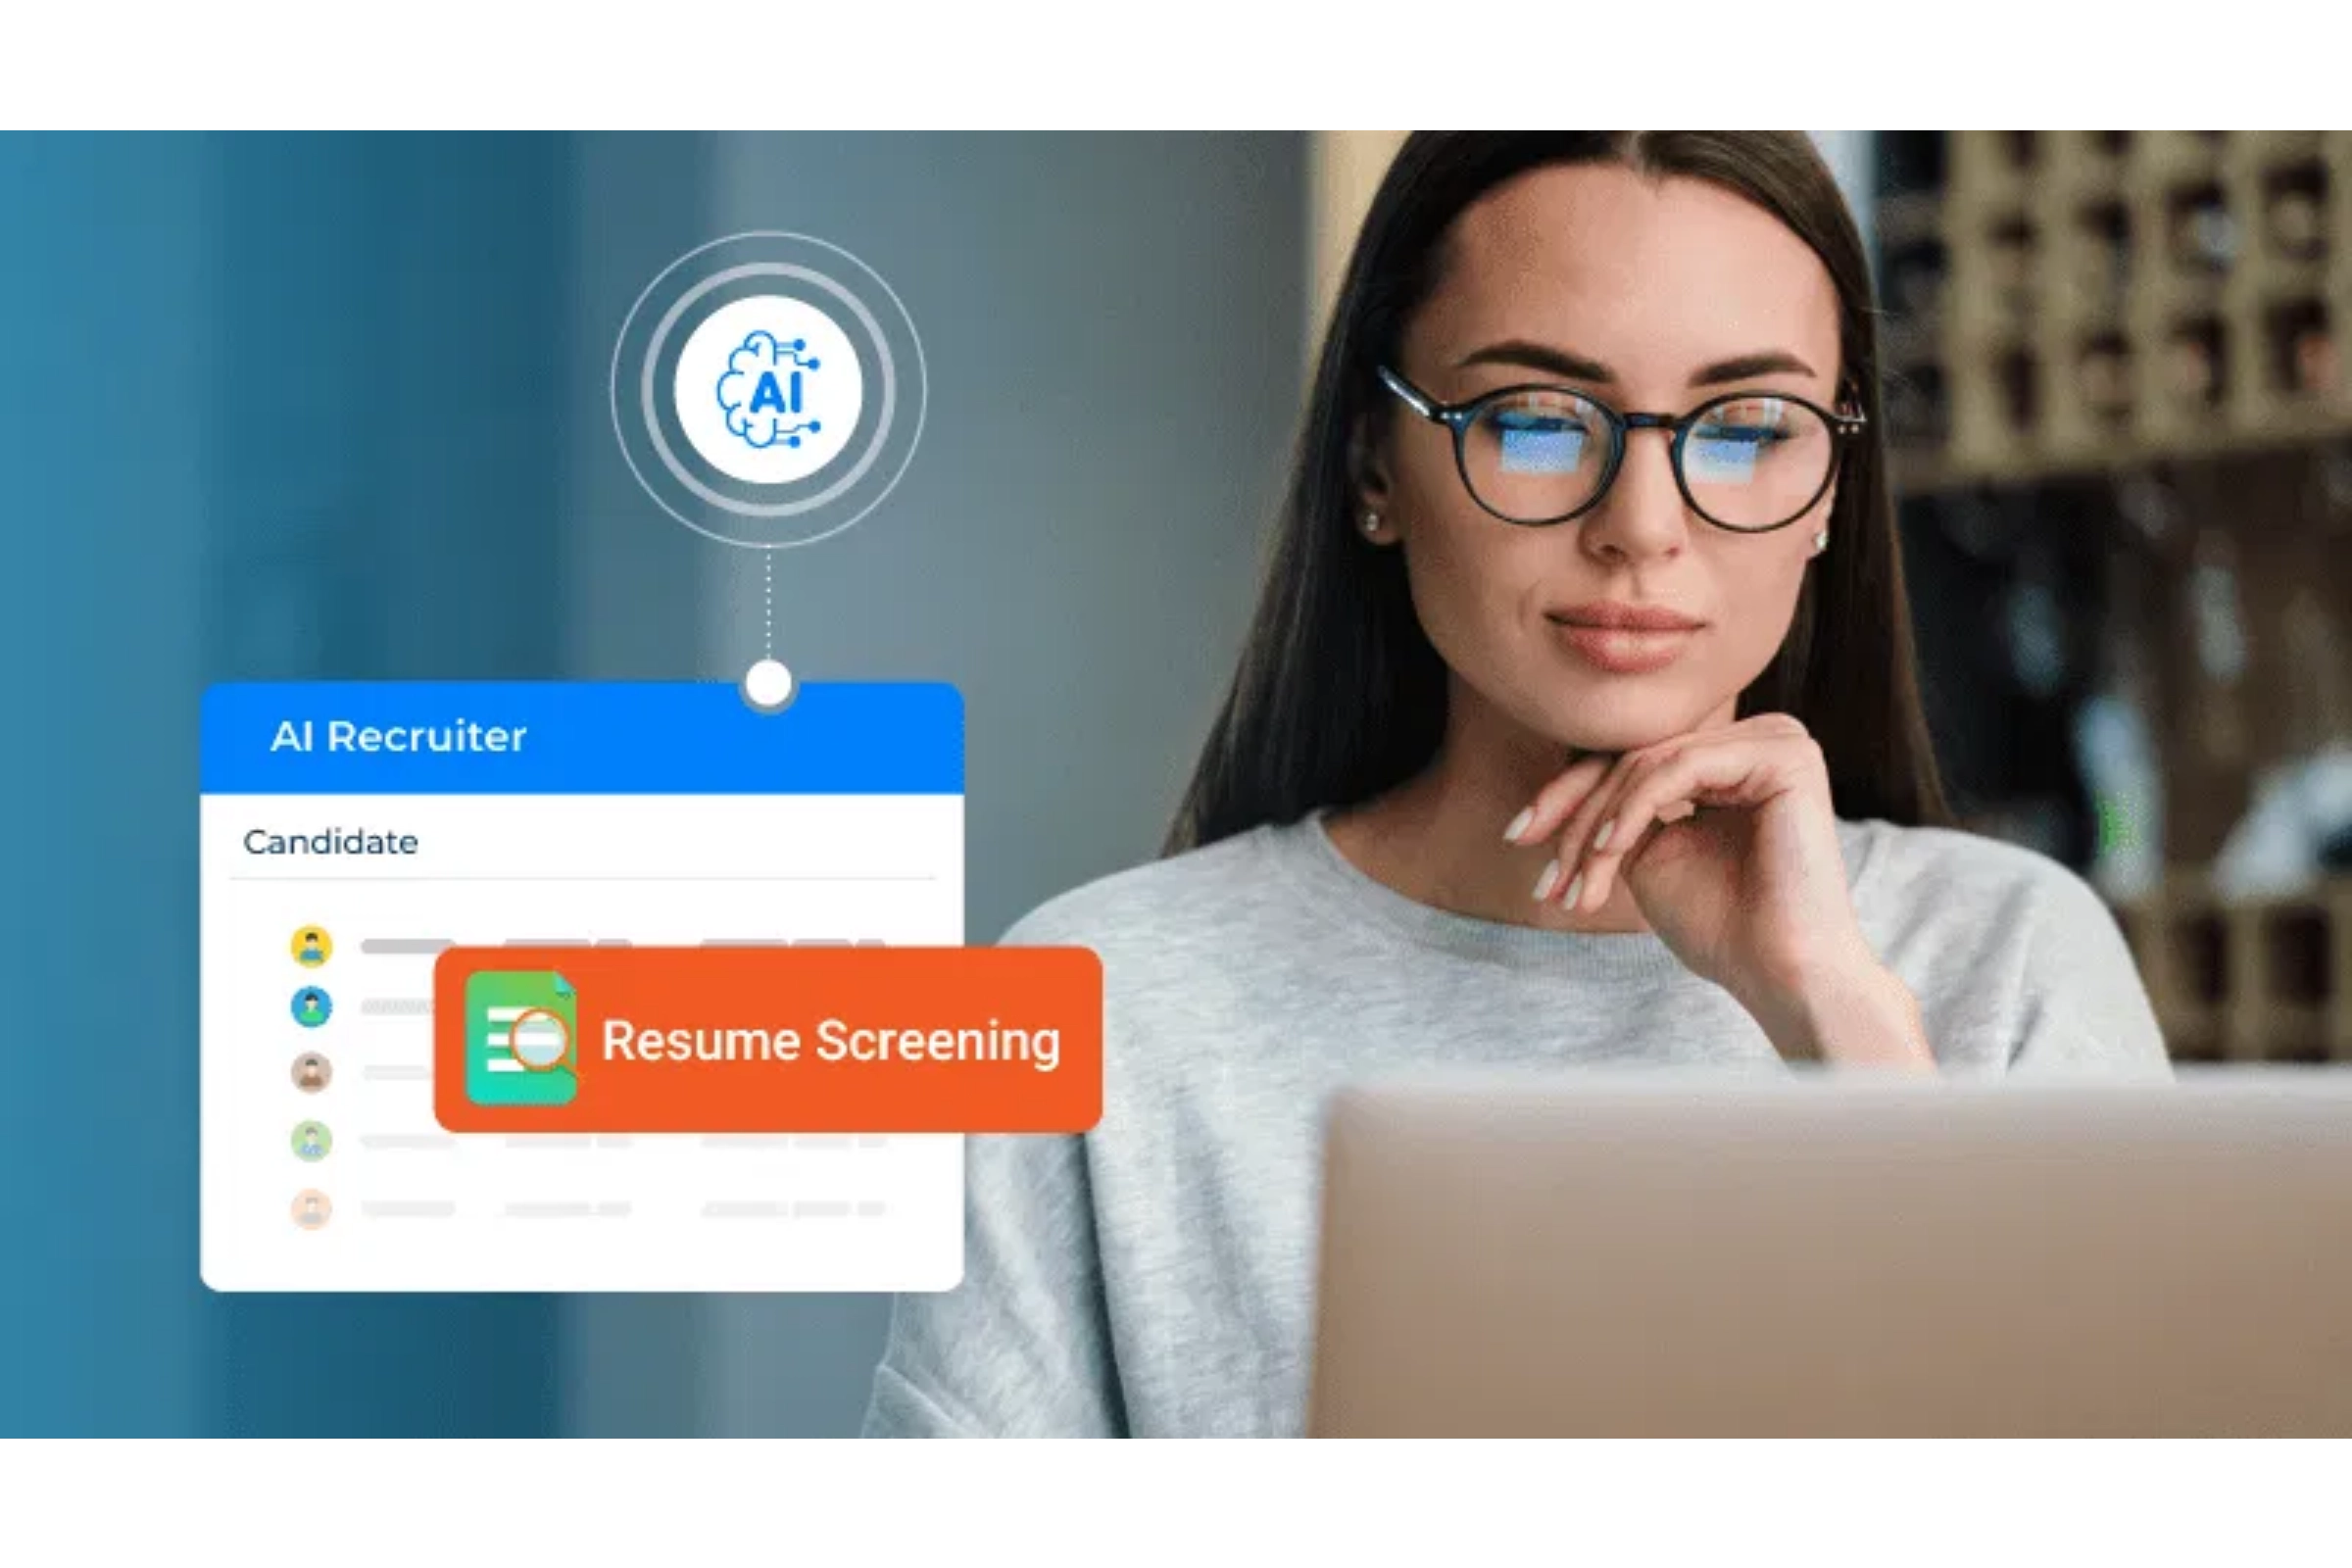 AI
AI Recruiter
Candidate
Resume Screening